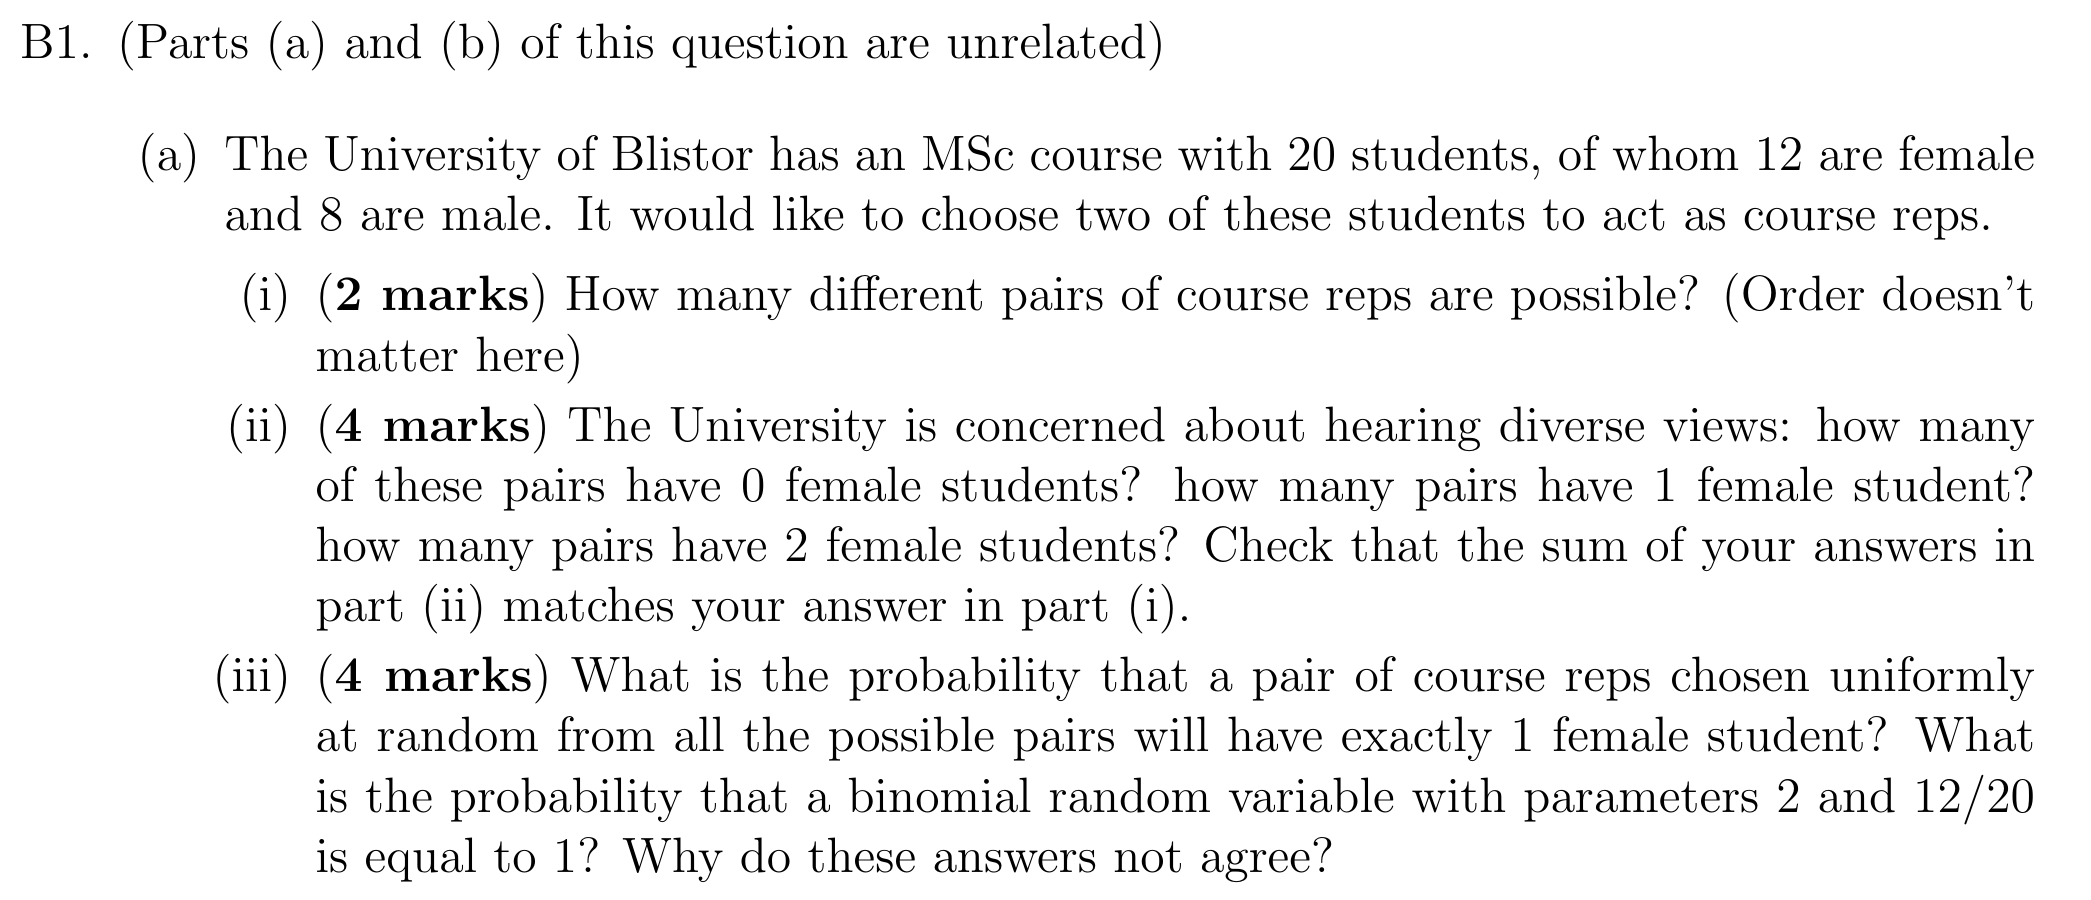 B1. (Parts (a) and (b) of this question are unrelated)
(a) The University of Blistor has an MSc course with 20 students, of whom 12 are female
and 8 are male. It would like to choose two of these students to act as course reps.
(i) (2 marks) How many different pairs of course reps are possible? (Order doesn't
matter here)
(ii) (4 marks) The University is concerned about hearing diverse views: how many
of these pairs have 0 female students? how many pairs have 1 female student?
how many pairs have 2 female students? Check that the sum of your answers in
part (ii) matches your answer in part (i).
(iii) (4 marks) What is the probability that a pair of course reps chosen uniformly
at random from all the possible pairs will have exactly 1 female student? What
is the probability that a binomial random variable with parameters 2 and 12/20
is equal to 1? Why do these answers not agree?